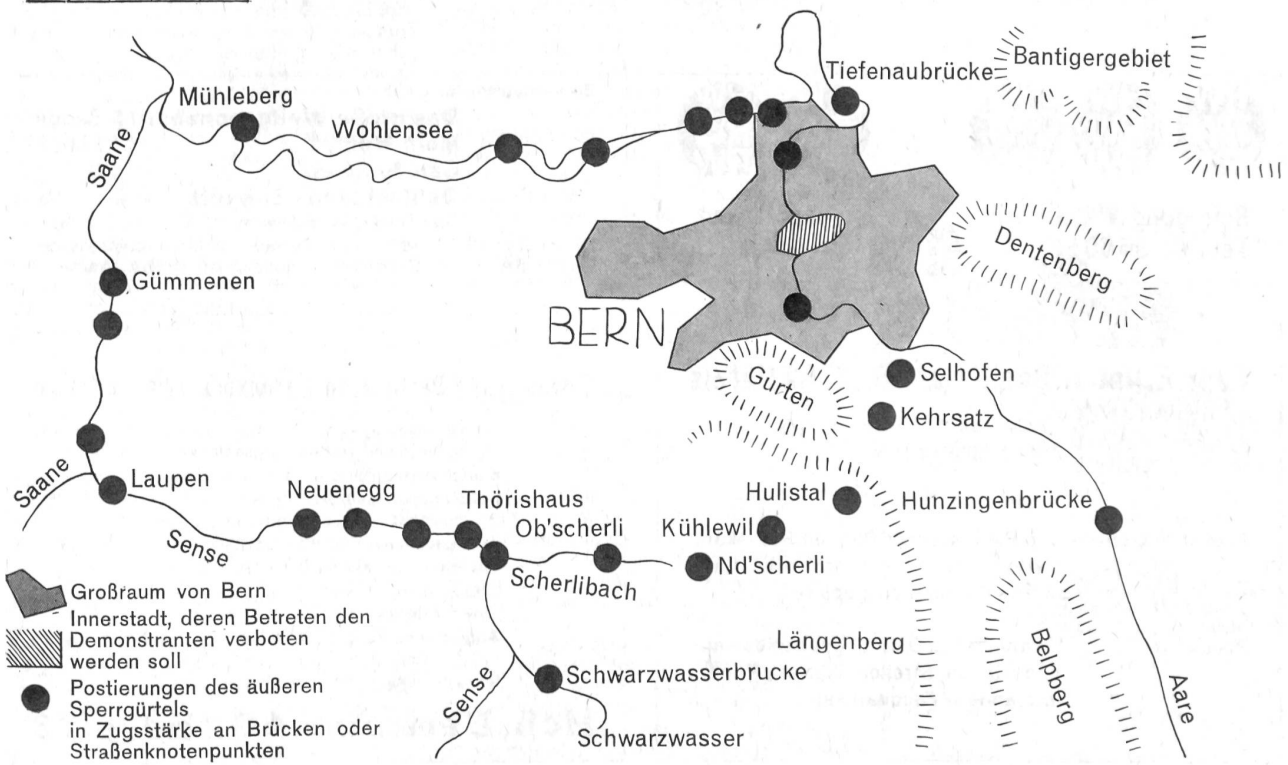 Tiefenaubrücke
Bantigergebiet
Mühleberg
Wohlensee
Saane
Dentenberg
Gümmenen
BERN
Selhofen
Gurten
Kehrsatz
Saane
Laupen
Neuenegg
Thörishaus
Hulistal
Hunzingenbrücke
Ob'scherli
Kühlewil
Sense
Nd'scherli
Scherlibach
Längenberg
Belpberg
Aare
Schwarzwasserbrucke
Sense
Schwarzwasser
Großraum von Bern
Innerstadt, deren Betreten den
Demonstranten verboten
werden soll
Postierungen des äußeren
Sperrgürtels
in Zugsstärke an Brücken oder
Straßenknotenpunkten